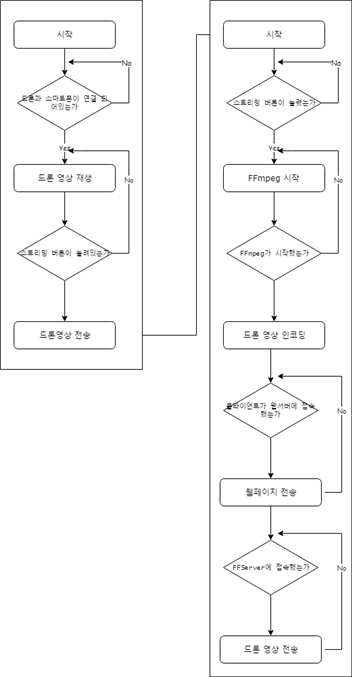 시작
No
드론과 스마트폰이 연결 되
어있는가
Yes
드론 영상 재생
No
스트리밍 버튼이 눌려있는가
드론영상 전송
시작
No
스트리밍 버튼이 눌렸는가
Yes
FFmpeg 시작
No
FFmpeg가 시작했는가
드론 영상 인코딩
클라이언트가 웹서버에 접속
했는가
No
웹페이지 전송
FFServer에 접속했는가
No
드론 영상 전송